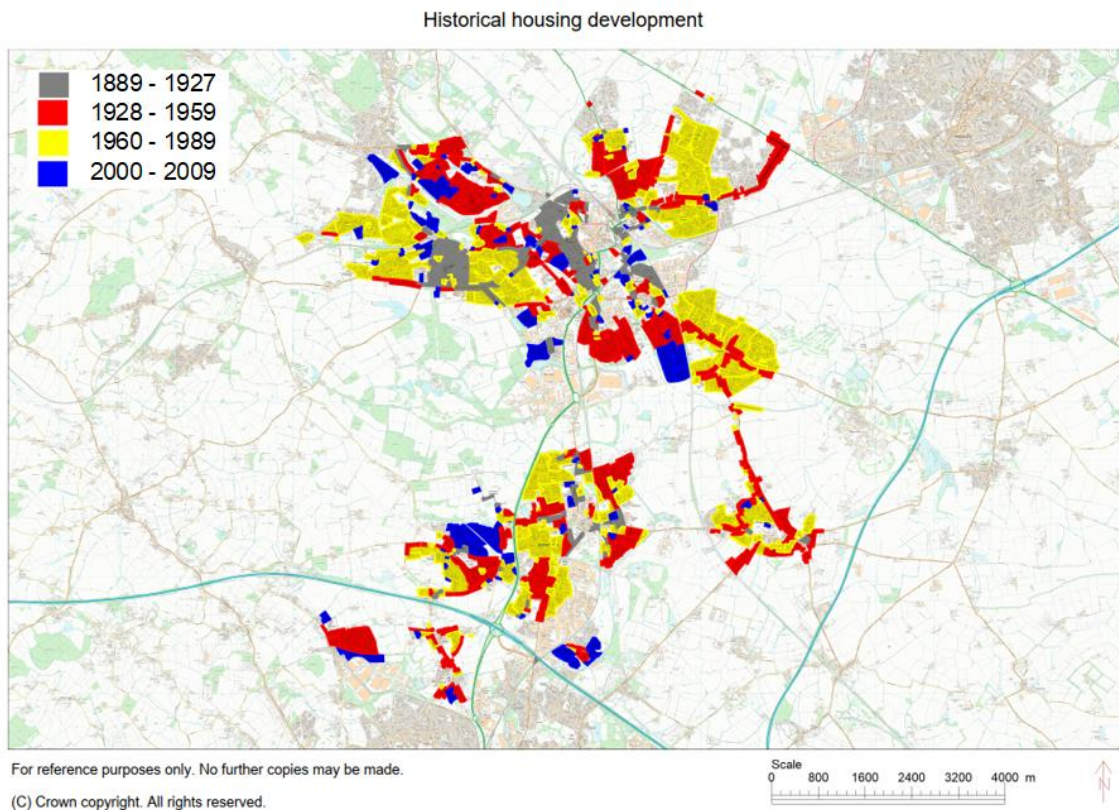 Historical housing development
1889 - 1927
1928 - 1959
1960 - 1989
2000 - 2009
For reference purposes only. No further copies may be made.
(C) Crown copyright. All rights reserved.
Scale
0 800 1600 2400 3200 4000 m
N